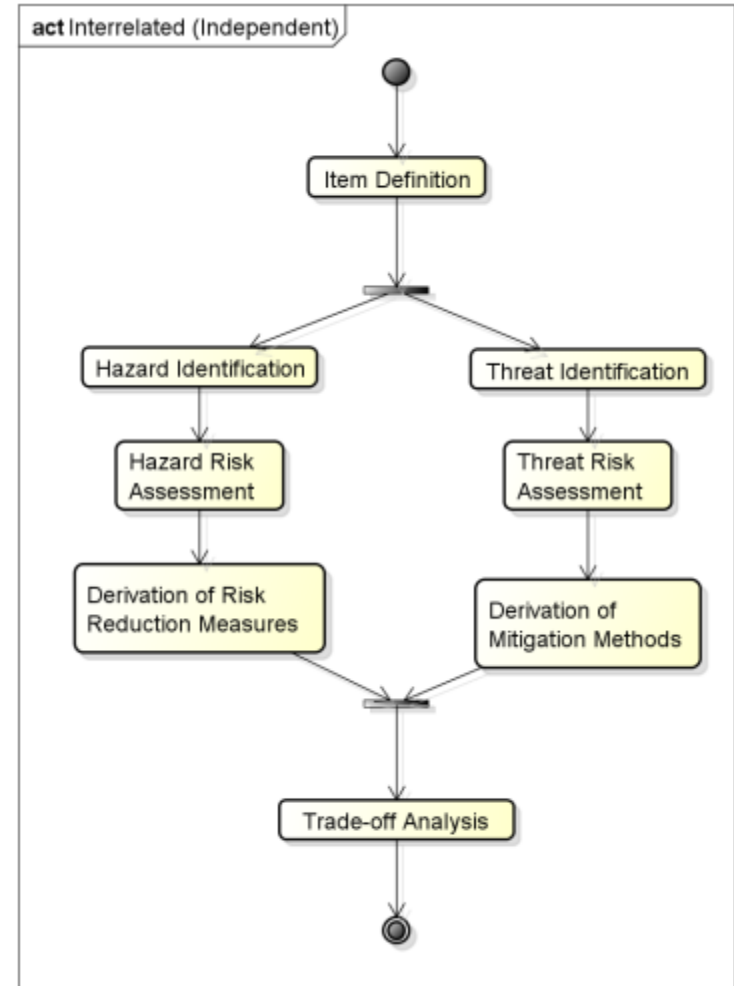 act Interrelated (Independent)
Item Definition
Hazard Identification
Threat Identification
Hazard Risk
Assessment
Threat Risk
Assessment
Derivation of Risk
Reduction Measures
Derivation of
Mitigation Methods
Trade-off Analysis